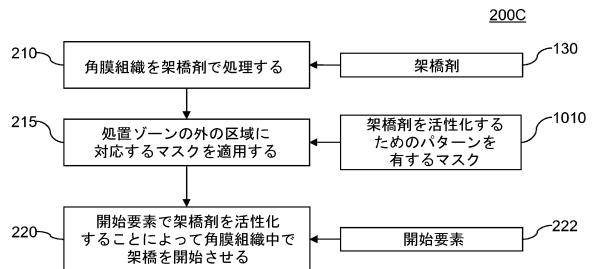 200C
210
角膜組織を架橋剤で処理する
架橋剤
130
215
処置ゾーンの外の区域に
対応するマスクを適用する
架橋剤を活性化する
ためのパターンを
有するマスク
1010
220
開始要素で架橋剤を活性化
することによって角膜組織中で
架橋を開始させる
開始要素
222